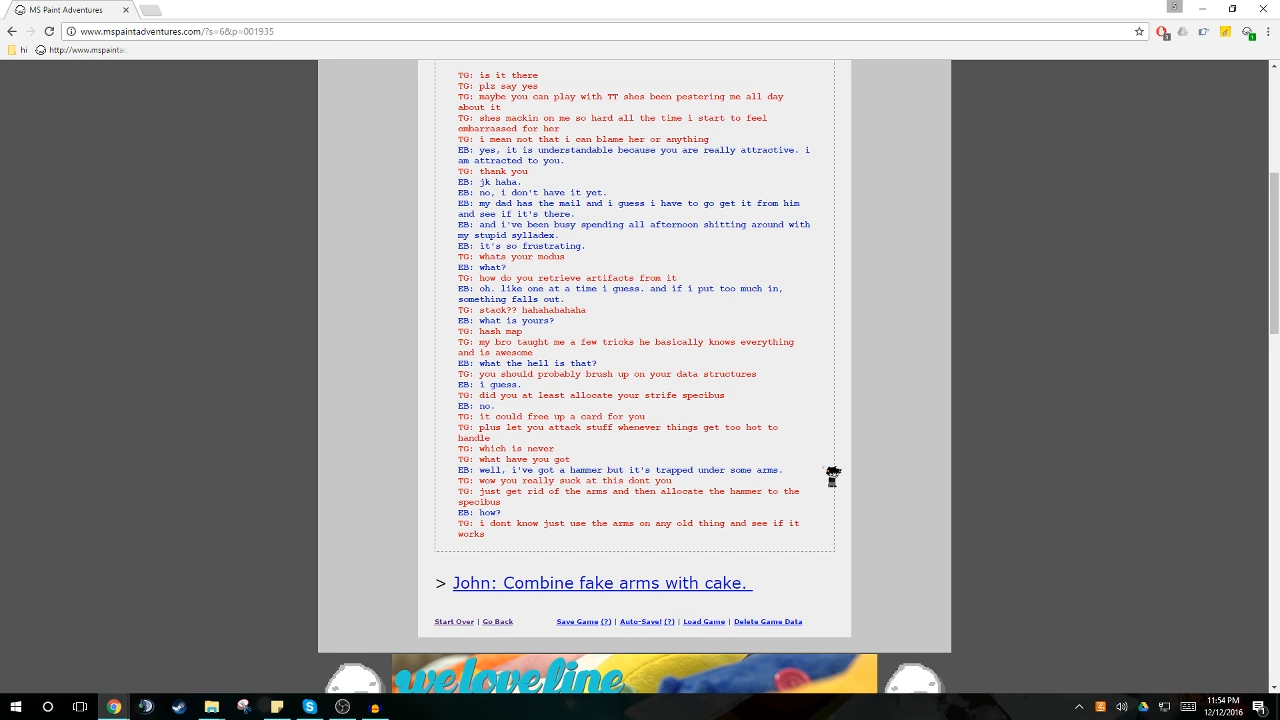 MS Paint Adventures
www.mspaintadventures.com/?s=6&p=001935
hi
http://www.mspainta
TG: is it there
TG: plz say yes
TG: maybe you can play with TT shes been pestering me all day
about it
TG: shes mackin on me so hard all the time i start to feel
embarrassed for her
TG: i mean not that i can blame her or anything
EB: yes, it is understandable because you are really attractive. i
am attracted to you.
TG: thank you
EB: jk haha.
EB: no, i don't have it yet.
EB: my dad has the mail and i guess i have to go get it from him
and see if it's there.
EB: and i've been busy spending all afternoon shitting around with
my stupid sylladex.
EB: it's so frustrating.
TG: whats your modus
EB: what?
TG: how do you retrieve artifacts from it
EB: oh. like one at a time i guess. and if i put too much in,
something falls out.
TG: stack?? hahahahahaha
EB: what is yours?
TG: hash map
TG: my bro taught me a few tricks he basically knows everything
and is awesome
EB: what the hell is that?
TG: you should probably brush up on your data structures
EB: i guess.
TG: did you at least allocate your strife specibus
EB: no.
TG: it could free up a card for you
TG: plus let you attack stuff whenever things get too hot to
handle
TG: which is never
TG: what have you got
EB: well, i've got a hammer but it's trapped under some arms.
TG: wow you really suck at this dont you
TG: just get rid of the arms and then allocate the hammer to the
specibus
EB: how?
TG: i dont know just use the arms on any old thing and see if it
works
> John: Combine fake arms with cake.
Start Over | Go Back Save Game (?) | Auto-Save! (?) | Load Game | Delete Game Data
weloveline
11:54 PM
12/12/2016